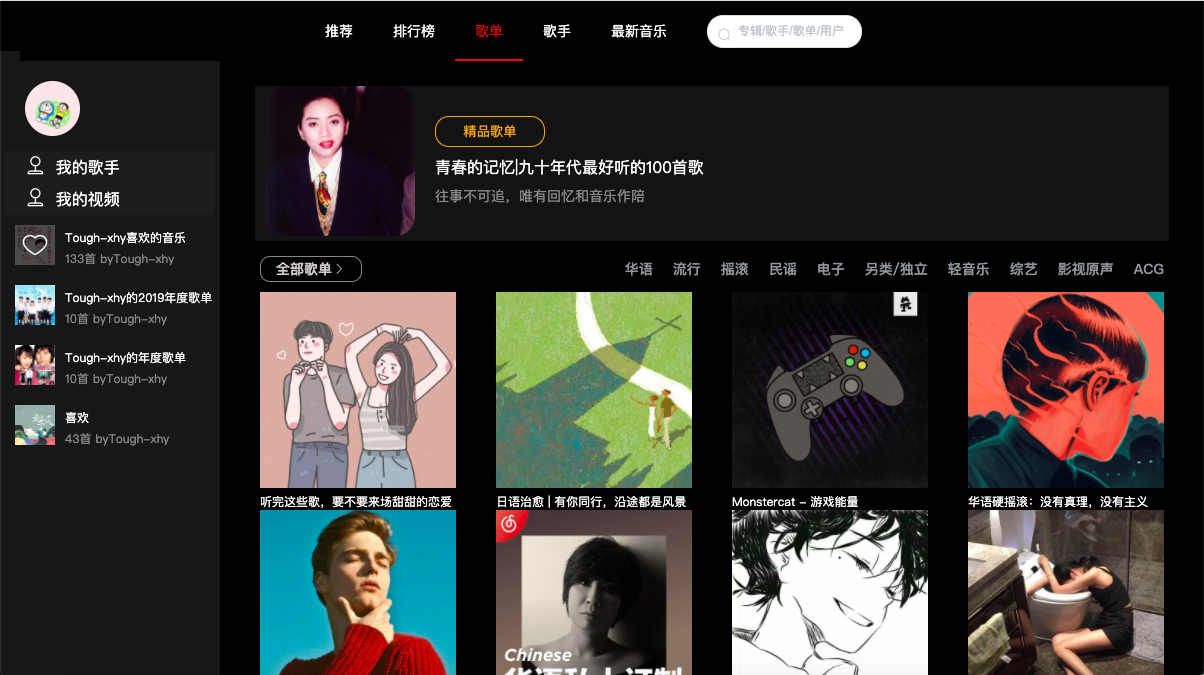 推荐
排行榜
歌单
歌手
最新音乐
专辑/歌手/歌单/用户
我的歌手
我的视频
Tough-xhy喜欢的音乐
133首 byTough-xhy
Tough-xhy的2019年度歌单
10首 byTough-xhy
Tough-xhy的年度歌单
10首 byTough-xhy
喜欢
43首 byTough-xhy
精品歌单
青春的记忆|九十年代最好听的100首歌
往事不可追，唯有回忆和音乐作陪
全部歌单
华语
流行
摇滚
民谣
电子
另类/独立
轻音乐
综艺
影视原声
ACG
听完这些歌，要不要来场甜甜的恋爱
日语治愈 | 有你同行，沿途都是风景
Monstercat - 游戏能量
华语硬摇滚：没有真理，没有主义
Chinese
华语私人订制